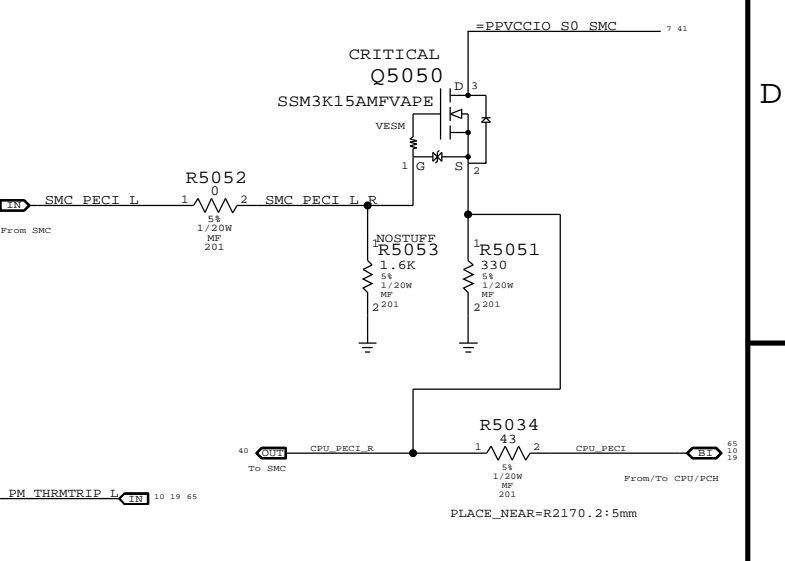 =PPVCCIO_S0_SMC 7 41
CRITICAL
Q5050
SSM3K15AMFVAPE
VESM
D 3
1 G S 2
D
R5052
0
IN SMC_PECI_L 1 2 SMC_PECI_L_R
From SMC
5%
1/20W
MF
201
NOSTUFF
1 R5053
1.6K
5%
1/20W
MF
2 201
1 R5051
330
5%
1/20W
MF
2 201
R5034
43
40 OUT CPU_PECI_R 1 2 CPU_PECI BI 65 10 19
To SMC
5%
1/20W
MF
201
From/To CPU/PCH
PM_THRMTRIP_L IN 10 19 65
PLACE_NEAR=R2170.2:5mm